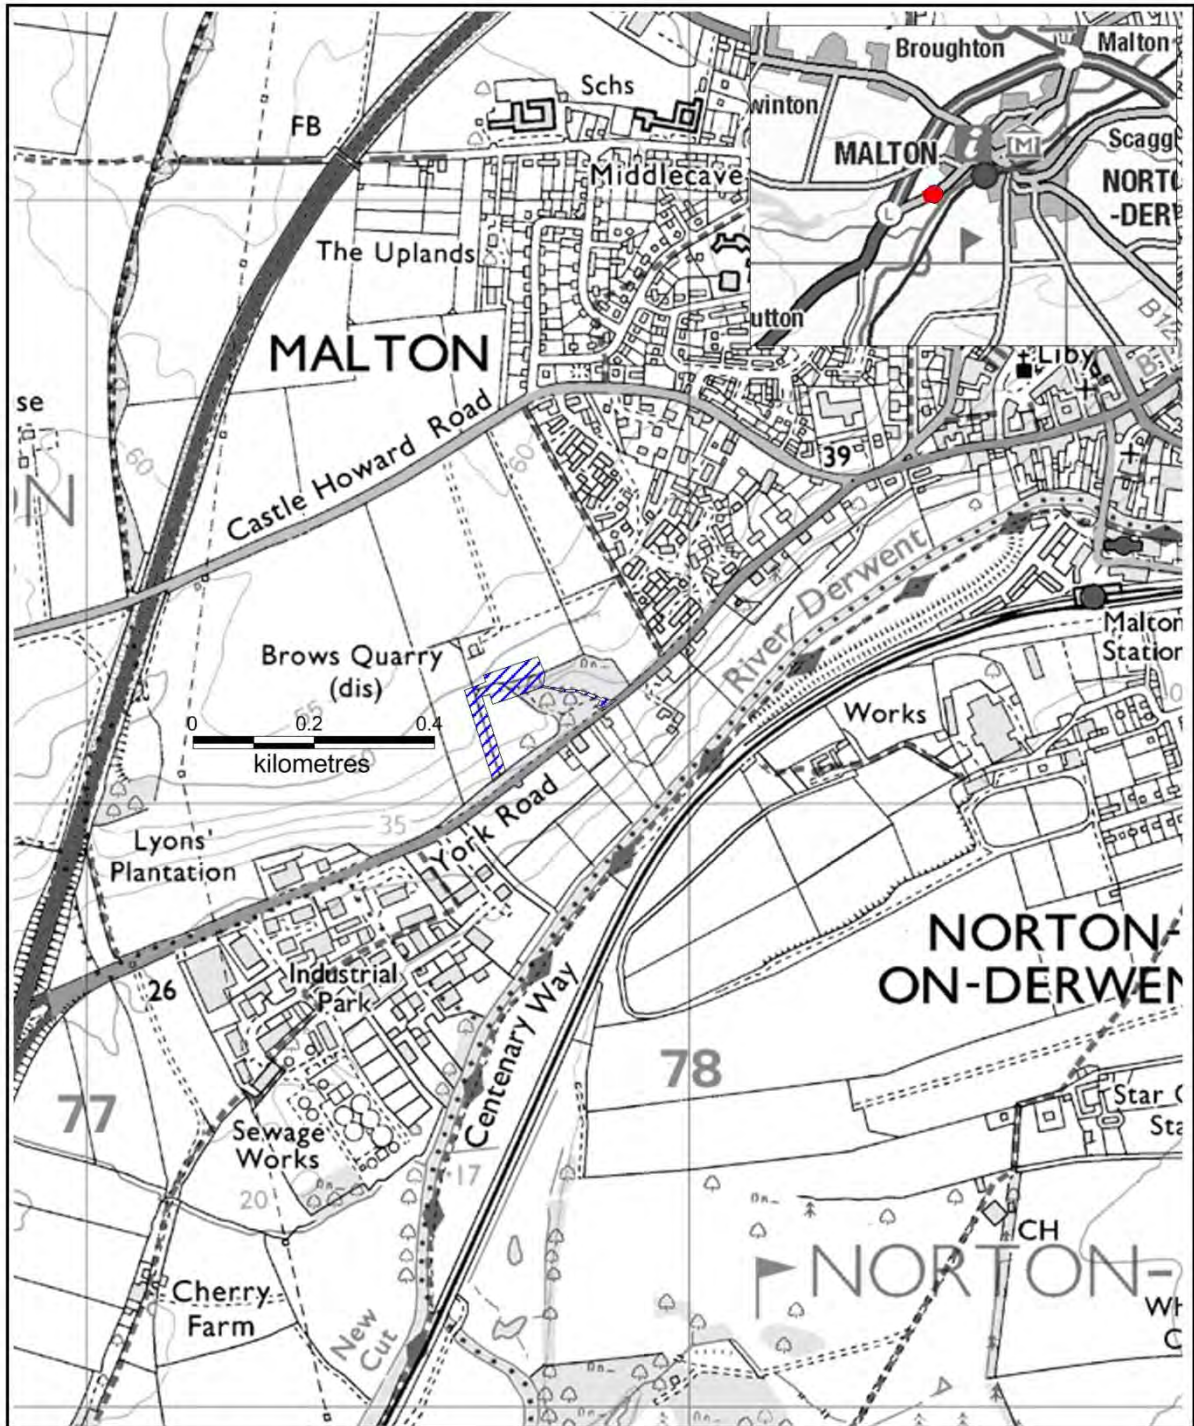 Schs
FB
Middlecave
The Uplands
MALTON
Castle Howard Road
se
60
60
39
Liby
River Derwent
Malton
Station
Brows Quarry
(dis)
55
0 0.2 0.4
kilometres
Works
Lyons'
Plantation
35
York Road
NORTON-
ON-DERWEN
Industrial
Park
26
Centenary Way
78
77
Sewage
Works
20
17
Star
Sta
CH
NORTON-
Cherry
Farm
New
Cut
Broughton
Malton
winton
MALTON
i
M
Scagg
NORT
-DER
L
utton
B12